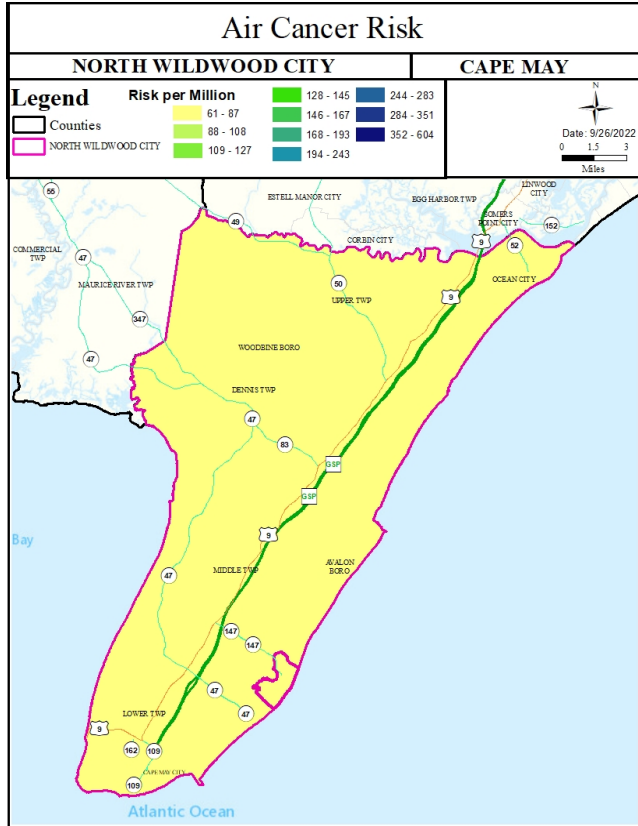 Air Cancer Risk
NORTH WILDWOOD CITY
CAPE MAY
Legend
Counties
NORTH WILDWOOD CITY
Risk per Million
61 - 87
88 - 108
109 - 127
128 - 145
146 - 167
168 - 193
194 - 243
244 - 283
284 - 351
352 - 604
N
Date: 9/26/2022
0 1.5 3
Miles
55
49
ESTELL MANOR CITY
EGG HARBOR TWP
LINWOOD
CITY
SOMERS
POINT CITY
152
COMMERCIAL
TWP
47
CORBIN CITY
9
52
MAURICE RIVER TWP
50
OCEAN CITY
UPPER TWP
9
347
WOODBINE BORO
47
DENNIS TWP
47
83
GSP
GSP
9
Bay
AVALON
BORO
MIDDLE TWP
47
147
147
47
LOWER TWP
47
9
162
109
CAPE MAY CITY
109
Atlantic Ocean